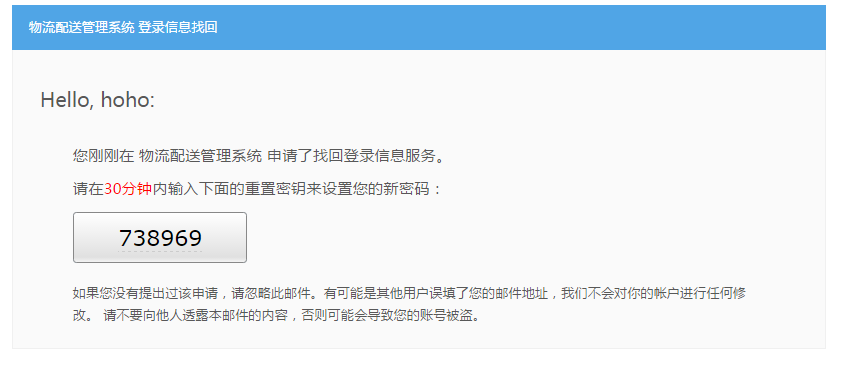 物流配送管理系统 登录信息找回
Hello, hoho:
您刚刚在 物流配送管理系统 申请了找回登录信息服务。
请在30分钟内输入下面的重置密钥来设置您的新密码：
738969
如果您没有提出过该申请，请忽略此邮件。有可能是其他用户误填了您的邮件地址，我们不会对你的帐户进行任何修
改。 请不要向他人透露本邮件的内容，否则可能会导致您的账号被盗。